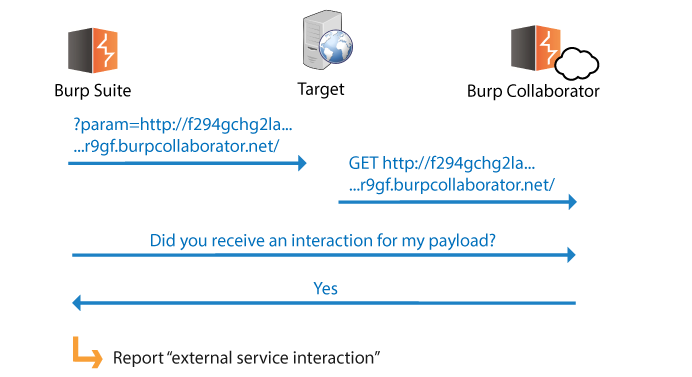 Burp Suite
Target
Burp Collaborator
?param=http://f294gchg2la...
...r9gf.burpcollaborator.net/
GET http://f294gchg2la...
...r9gf.burpcollaborator.net/
Did you receive an interaction for my payload?
Yes
Report “external service interaction”